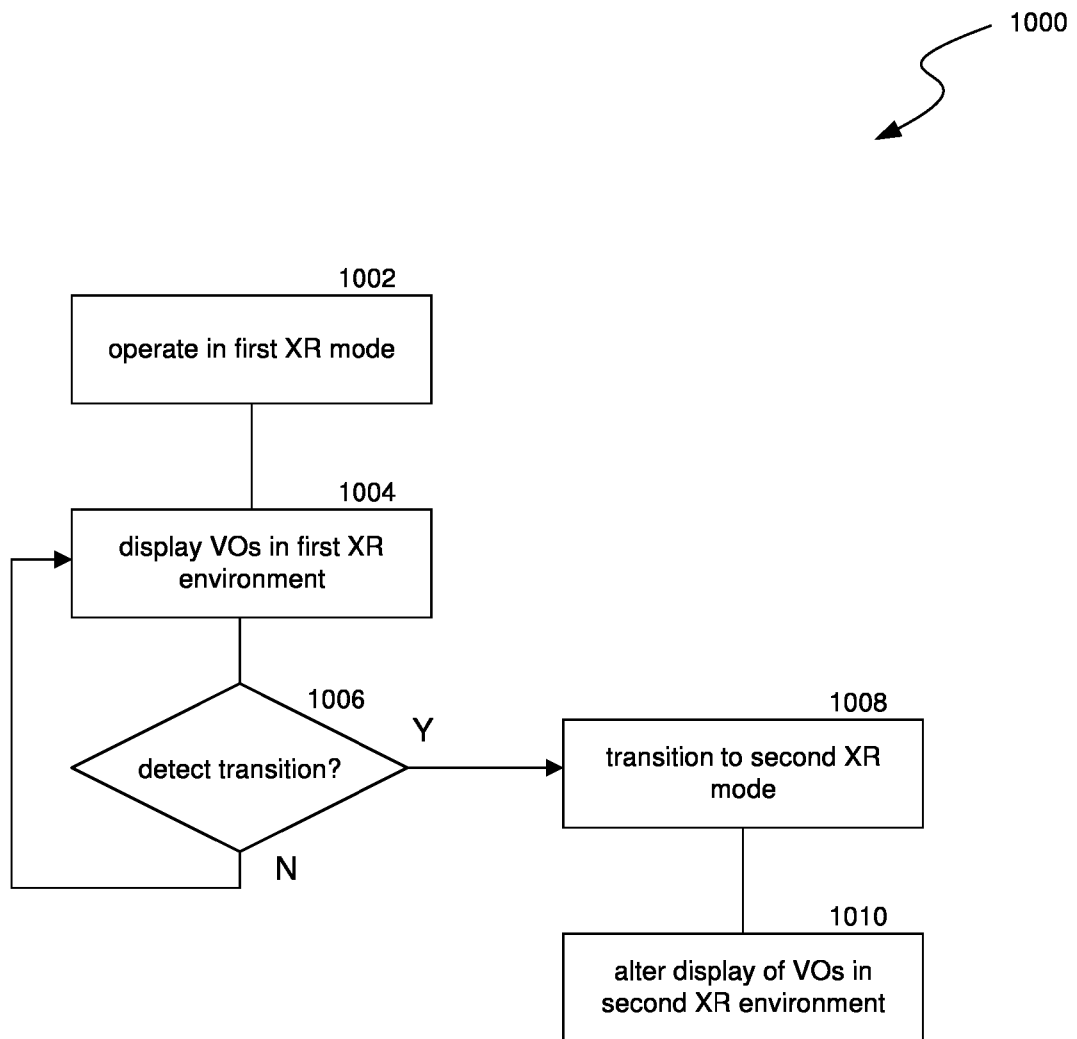 1000
1002
operate in first XR mode
1004
display VOs in first XR
environment
1006
detect transition?
Y
N
1008
transition to second XR
mode
1010
alter display of VOs in
second XR environment